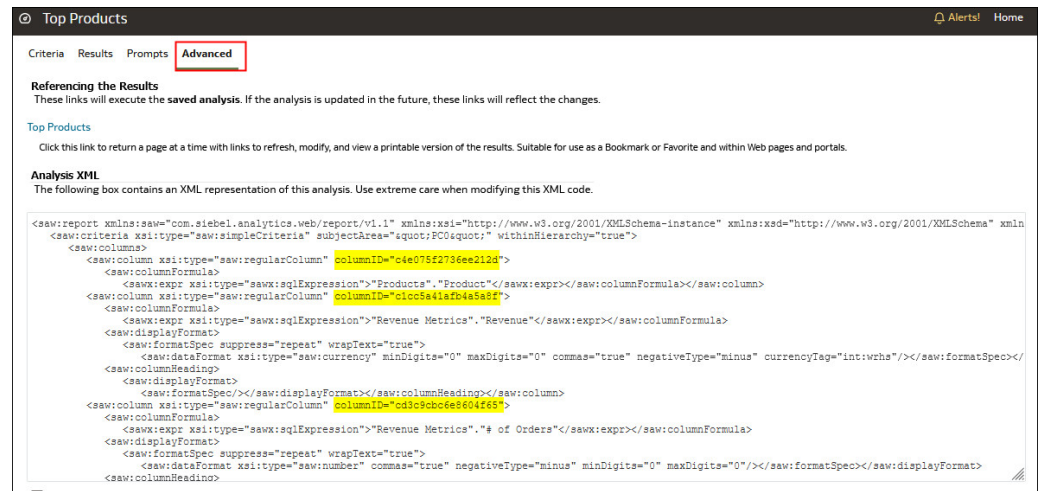 Top Products
Alerts! Home
Criteria Results Prompts Advanced
Referencing the Results
These links will execute the saved analysis. If the analysis is updated in the future, these links will reflect the changes.
Top Products
Click this link to return a page at a time with links to refresh, modify, and view a printable version of the results. Suitable for use as a Bookmark or Favorite and within Web pages and portals.
Analysis XML
The following box contains an XML representation of this analysis. Use extreme care when modifying this XML code.
<saw:report xmlns:saw="com.siebel.analytics.web/report/v1.1" xmlns:xsi="http://www.w3.org/2001/XMLSchema-instance" xmlns:xsd="http://www.w3.org/2001/XMLSchema" xmln
<saw:criteria xsi:type="saw:simpleCriteria" subjectArea="&quot;PC0&quot;" withinHierarchy="true">
<saw:columns>
<saw:column xsi:type="saw:regularColumn" columnID="c4e075f2736ee212d">
<saw:columnFormula>
<sawx:expr xsi:type="sawx:sqlExpression">"Products"."Product"</sawx:expr></saw:columnFormula></saw:column>
<saw:column xsi:type="saw:regularColumn" columnID="c1cc5a41afb4a5a8f">
<saw:columnFormula>
<sawx:expr xsi:type="sawx:sqlExpression">"Revenue Metrics"."Revenue"</sawx:expr></saw:columnFormula>
<saw:displayFormat>
<saw:formatSpec suppress="repeat" wrapText="true">
<saw:dataFormat xsi:type="saw:currency" minDigits="0" maxDigits="0" commas="true" negativeType="minus" currencyTag="int:wrhs"/></saw:formatSpec></
<saw:columnHeading>
<saw:displayFormat>
<saw:formatSpec/></saw:displayFormat></saw:columnHeading></saw:column>
<saw:column xsi:type="saw:regularColumn" columnID="cd3c9cbc6e8604f65">
<saw:columnFormula>
<sawx:expr xsi:type="sawx:sqlExpression">"Revenue Metrics"."# of Orders"</sawx:expr></saw:columnFormula>
<saw:displayFormat>
<saw:formatSpec suppress="repeat" wrapText="true">
<saw:dataFormat xsi:type="saw:number" commas="true" negativeType="minus" minDigits="0" maxDigits="0"/></saw:formatSpec></saw:displayFormat>
<saw:columnHeading>